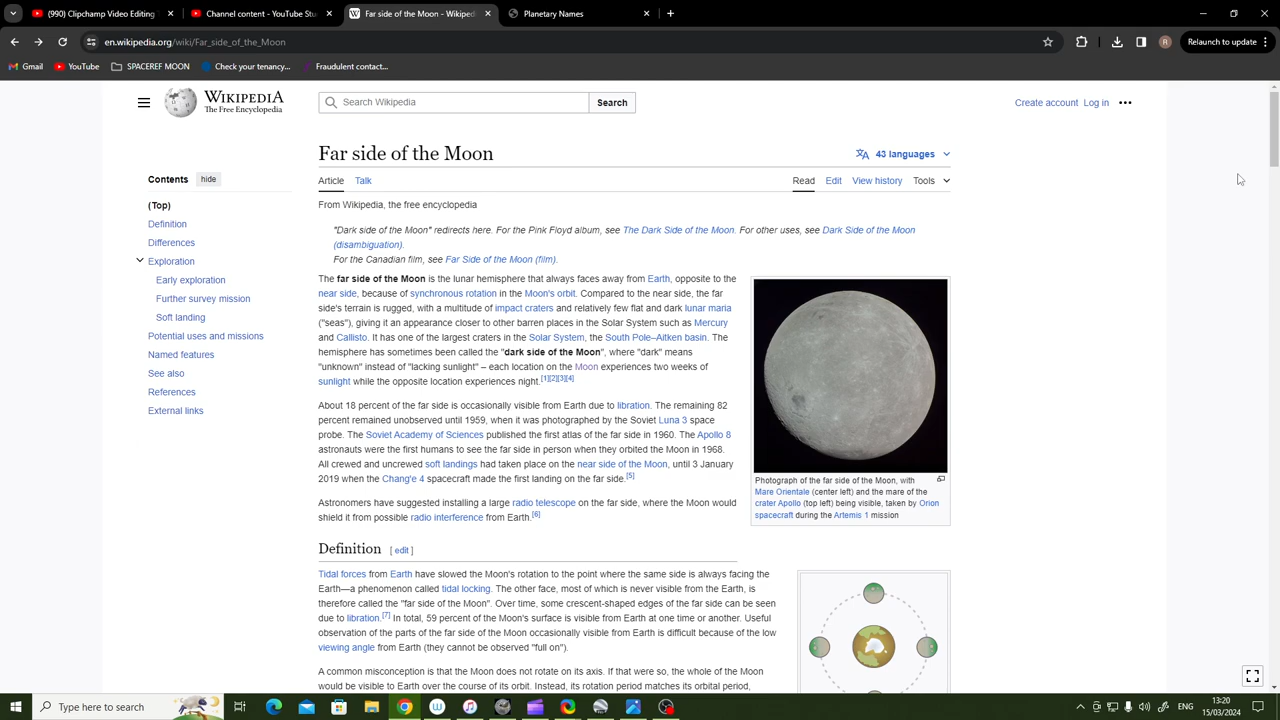 (990) Clipchamp Video Editing
Content - YouTube Stu
Far side of the Moon - Wikiped
Planetary Names
en.wikipedia.org/wiki/Far_side_of_the_Moon
R
Relaunch to update
Gmail
YouTube
SPACEREF MOON
Check your tenancy...
Fraudulent contact...
WIKIPEDIA
The Free Encyclopedia
Search Wikipedia
Search
Create account Log in
Far side of the Moon
43 languages
Contents hide
Article Talk
Read Edit View history Tools
(Top)
Definition
Differences
Exploration
Early exploration
Further survey mission
Soft landing
Potential uses and missions
Named features
See also
References
External links
From Wikipedia, the free encyclopedia
"Dark side of the Moon" redirects here. For the Pink Floyd album, see The Dark Side of the Moon. For other uses, see Dark Side of the Moon
(disambiguation).
For the Canadian film, see Far Side of the Moon (film).
The far side of the Moon is the lunar hemisphere that always faces away from Earth, opposite to the
near side, because of synchronous rotation in the Moon's orbit. Compared to the near side, the far
side's terrain is rugged, with a multitude of impact craters and relatively few flat and dark lunar maria
("seas"), giving it an appearance closer to other barren places in the Solar System such as Mercury
and Callisto. It has one of the largest craters in the Solar System, the South Pole–Aitken basin. The
hemisphere has sometimes been called the "dark side of the Moon", where "dark" means
"unknown" instead of "lacking sunlight" – each location on the Moon experiences two weeks of
sunlight while the opposite location experiences night.[1][2][3][4]
About 18 percent of the far side is occasionally visible from Earth due to libration. The remaining 82
percent remained unobserved until 1959, when it was photographed by the Soviet Luna 3 space
probe. The Soviet Academy of Sciences published the first atlas of the far side in 1960. The Apollo 8
astronauts were the first humans to see the far side in person when they orbited the Moon in 1968.
All crewed and uncrewed soft landings had taken place on the near side of the Moon, until 3 January
2019 when the Chang'e 4 spacecraft made the first landing on the far side.[5]
Astronomers have suggested installing a large radio telescope on the far side, where the Moon would
shield it from possible radio interference from Earth.[6]
Photograph of the far side of the Moon, with
Mare Orientale (center left) and the mare of the
crater Apollo (top left) being visible, taken by Orion
spacecraft during the Artemis 1 mission
Definition [ edit ]
Tidal forces from Earth have slowed the Moon's rotation to the point where the same side is always facing the
Earth—a phenomenon called tidal locking. The other face, most of which is never visible from the Earth, is
therefore called the "far side of the Moon". Over time, some crescent-shaped edges of the far side can be seen
due to libration.[7] In total, 59 percent of the Moon's surface is visible from Earth at one time or another. Useful
observation of the parts of the far side of the Moon occasionally visible from Earth is difficult because of the low
viewing angle from Earth (they cannot be observed "full on").
A common misconception is that the Moon does not rotate on its axis. If that were so, the whole of the Moon
would be visible to Earth over the course of its orbit. Instead, its rotation period matches its orbital period,
Type here to search
ENG
13:20
15/03/2024